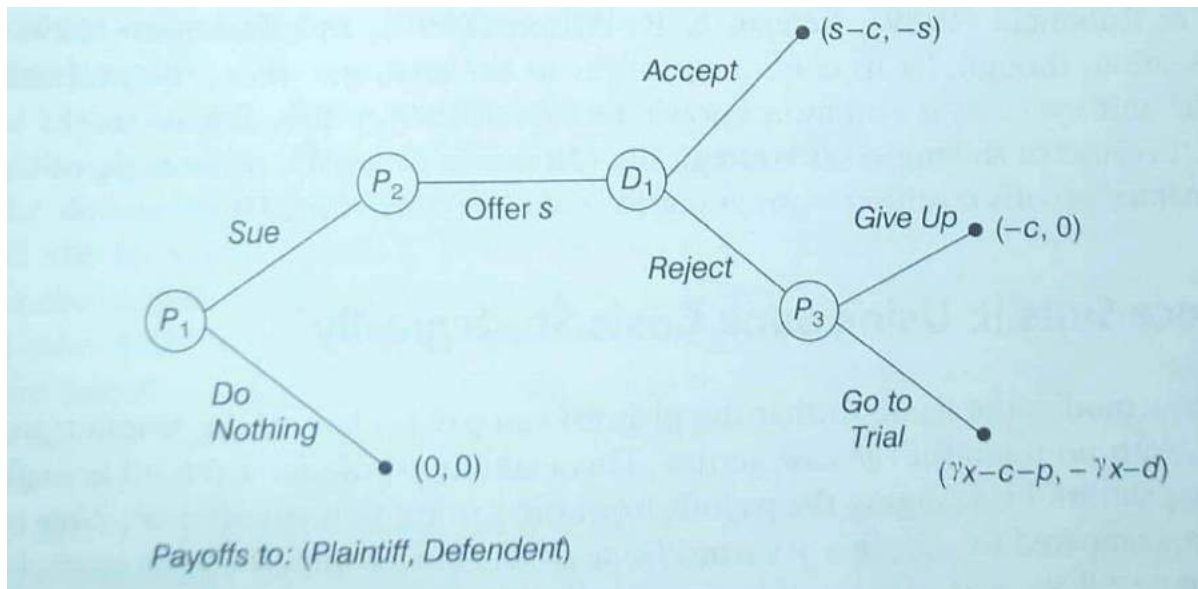 (s–c, –s)
Accept
P2
D1
Offer s
Sue
Give Up
(–c, 0)
Reject
P1
P3
Do
Nothing
Go to
Trial
(0, 0)
(γx–c–p, –γx–d)
Payoffs to: (Plaintiff, Defendent)